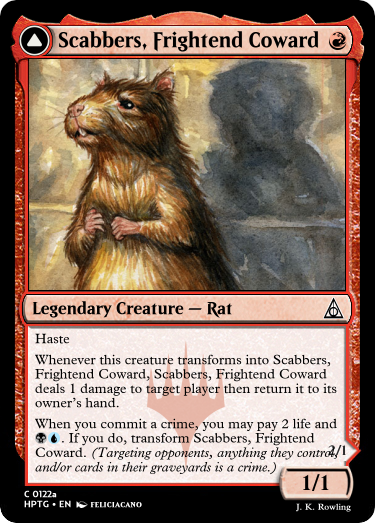 Scabbers, Frightend Coward
Legendary Creature — Rat
Haste
Whenever this creature transforms into Scabbers,
Frightend Coward, Scabbers, Frightend Coward
deals 1 damage to target player then return it to its
owner's hand.
When you commit a crime, you may pay 2 life and
. If you do, transform Scabbers, Frightend
Coward. (Targeting opponents, anything they control,
and/or cards in their graveyards is a crime.)
2/1
1/1
C 0122a
HPTG • EN FELICIACANO
J. K. Rowling